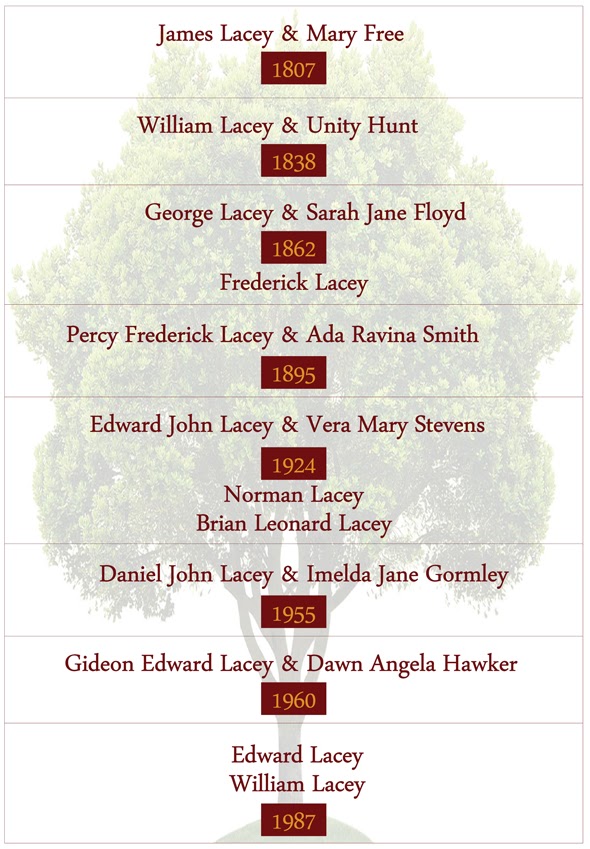 James Lacey & Mary Free
1807
William Lacey & Unity Hunt
1838
George Lacey & Sarah Jane Floyd
1862
Frederick Lacey
Percy Frederick Lacey & Ada Ravina Smith
1895
Edward John Lacey & Vera Mary Stevens
1924
Norman Lacey
Brian Leonard Lacey
Daniel John Lacey & Imelda Jane Gormley
1955
Gideon Edward Lacey & Dawn Angela Hawker
1960
Edward Lacey
William Lacey
1987